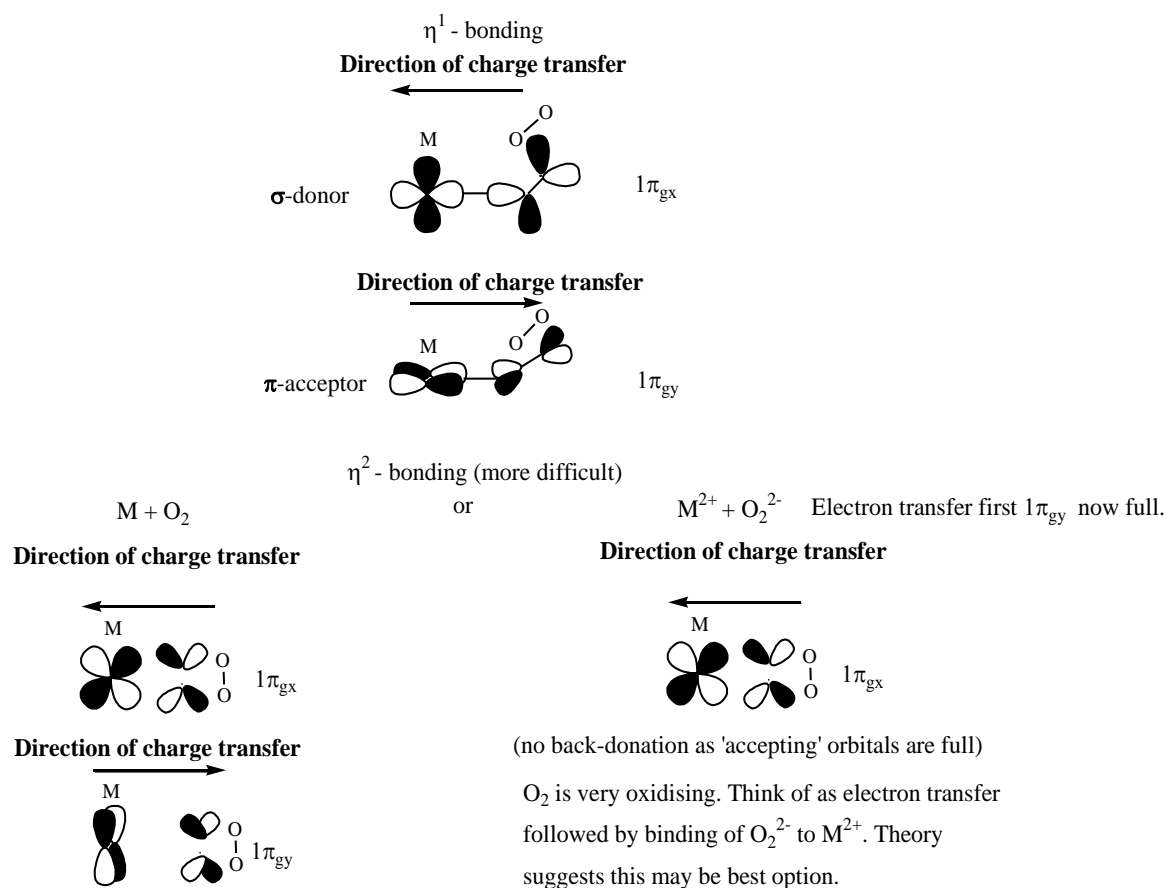 η¹ - bonding
Direction of charge transfer
O
O
M
σ-donor
1πgx
Direction of charge transfer
O
O
M
π-acceptor
1πgy
η² - bonding (more difficult)
or
M + O₂
Direction of charge transfer
M
O
O
1πgx
Direction of charge transfer
M
O
O
1πgy
M²⁺ + O₂²⁻ Electron transfer first 1πgy now full.
Direction of charge transfer
M
O
O
1πgx
(no back-donation as 'accepting' orbitals are full)
O₂ is very oxidising. Think of as electron transfer
followed by binding of O₂²⁻ to M²⁺. Theory
suggests this may be best option.